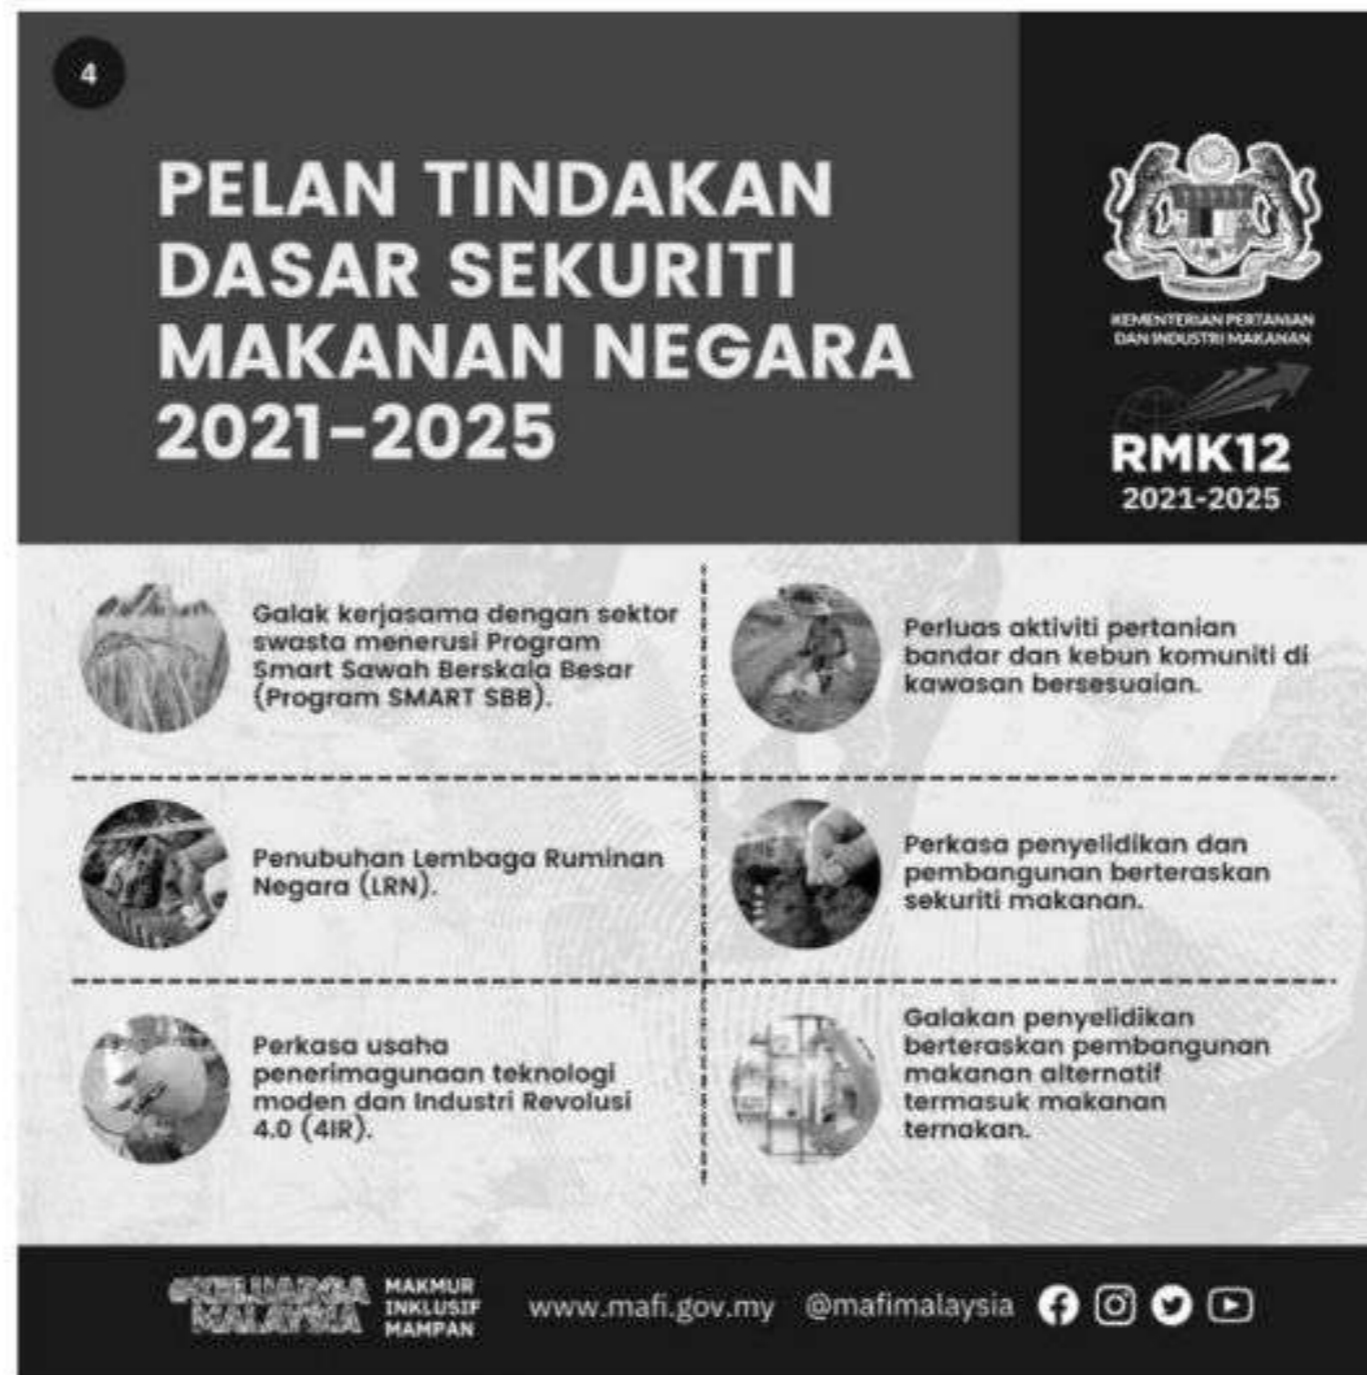 4
PELAN TINDAKAN
DASAR SEKURITI
MAKANAN NEGARA
2021-2025
KEMENTERIAN PERTANIAN
DAN INDUSTRI MAKANAN
RMK12
2021-2025
Galak kerjasama dengan sektor
swasta menerusi Program
Smart Sawah Berskala Besar
(Program SMART SBB).
Perluas aktiviti pertanian
bandar dan kebun komuniti di
kawasan bersesuaian.
Penubuhan Lembaga Ruminan
Negara (LRN).
Perkasa penyelidikan dan
pembangunan berteraskan
sekuriti makanan.
Perkasa usaha
penerimagunaan teknologi
moden dan Industri Revolusi
4.0 (4IR).
Galakan penyelidikan
berteraskan pembangunan
makanan alternatif
termasuk makanan
ternakan.
#KELUARGA
MALAYSIA
MAKMUR
INKLUSIF
MAMPAN
www.mafi.gov.my @mafimalaysia